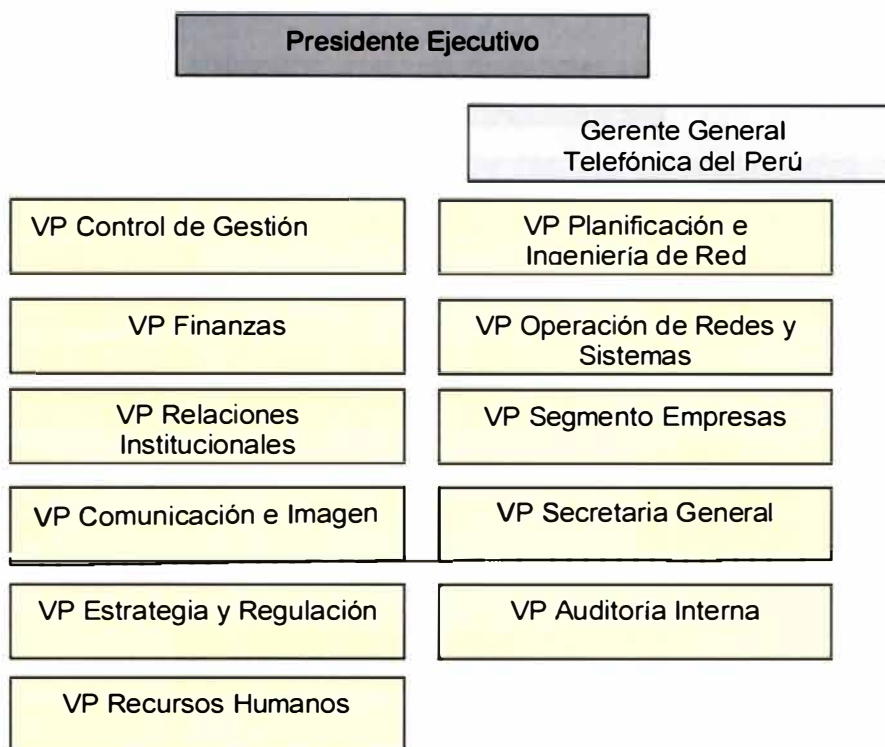 Presidente Ejecutivo
Gerente General
Telefónica del Perú
VP Control de Gestión
VP Planificación e
Ingeniería de Red
VP Finanzas
VP Operación de Redes y
Sistemas
VP Relaciones
Institucionales
VP Segmento Empresas
VP Comunicación e Imagen
VP Secretaria General
VP Estrategia y Regulación
VP Auditoría Interna
VP Recursos Humanos